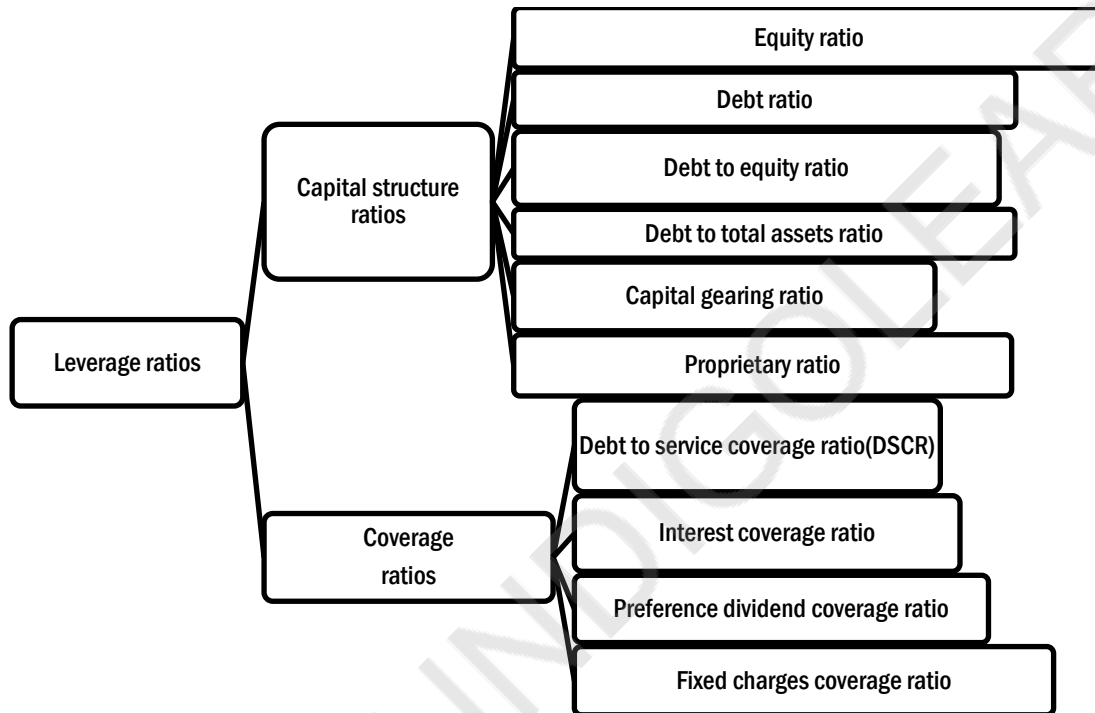 Equity ratio
Debt ratio
Debt to equity ratio
Debt to total assets ratio
Capital gearing ratio
Proprietary ratio
Capital structure
ratios
Leverage ratios
Debt to service coverage ratio(DSCR)
Interest coverage ratio
Preference dividend coverage ratio
Fixed charges coverage ratio
Coverage
ratios
INDIGOLEAR